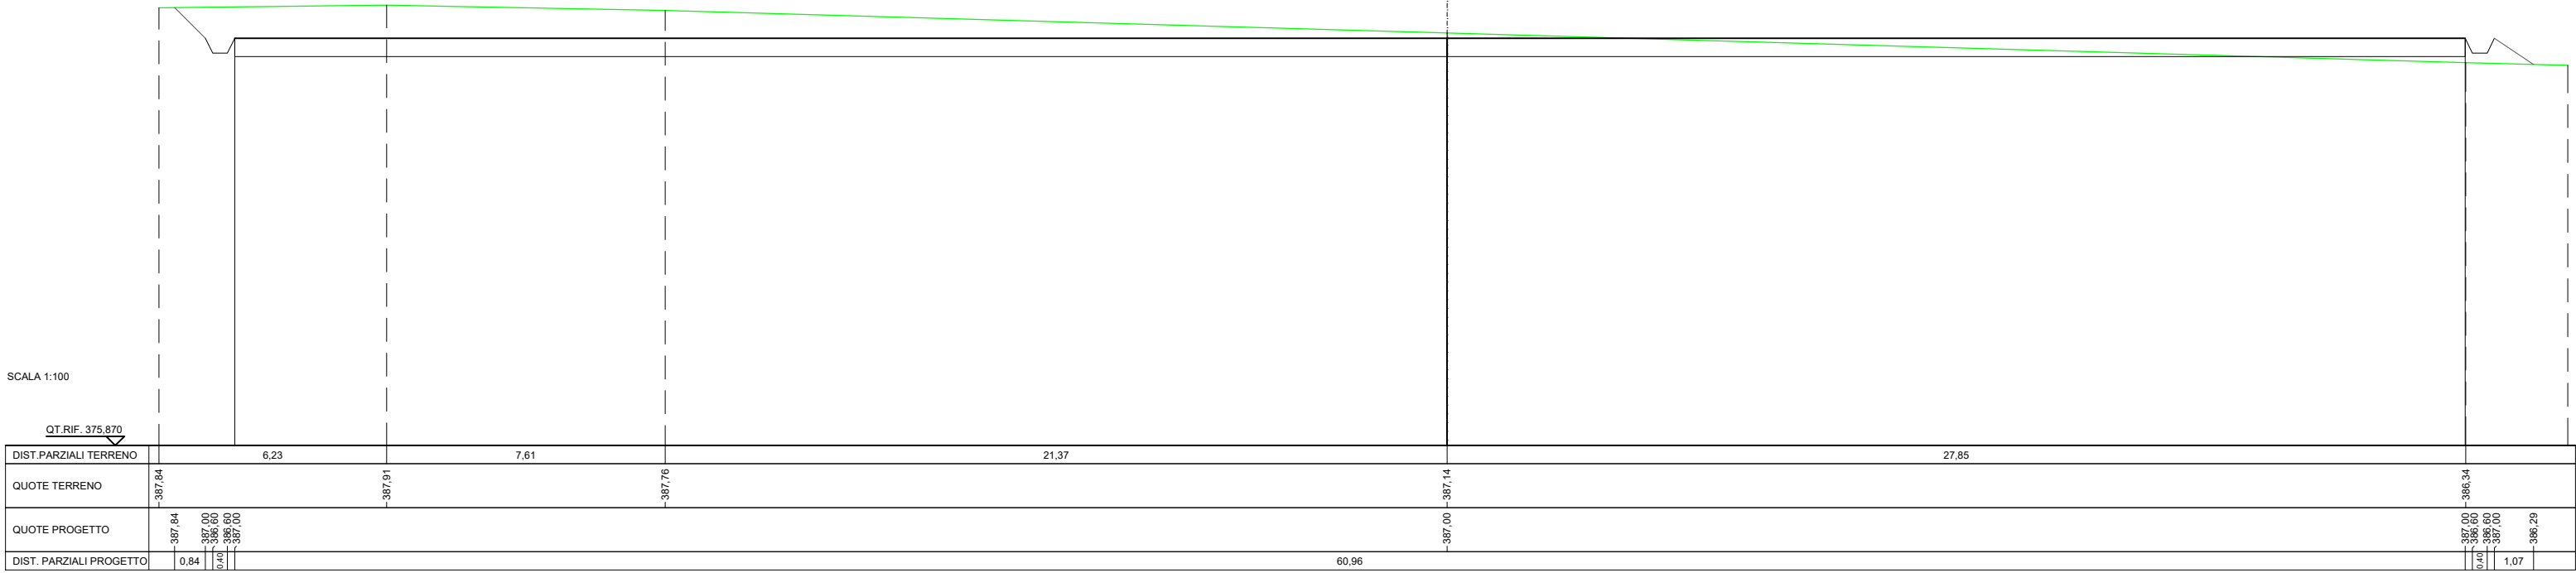 SCALA 1:100
QT.RIF. 375,870
DIST.PARZIALI TERRENO 6,23 7,61 21,37 27,85
QUOTE TERRENO 387,84 387,91 387,76 387,14 386,34
QUOTE PROGETTO 387,84 387,00 386,60 386,60 387,00 387,00 387,00 386,60 386,60 387,00 386,29
DIST. PARZIALI PROGETTO 0,84 0,40 60,96 0,40 1,07